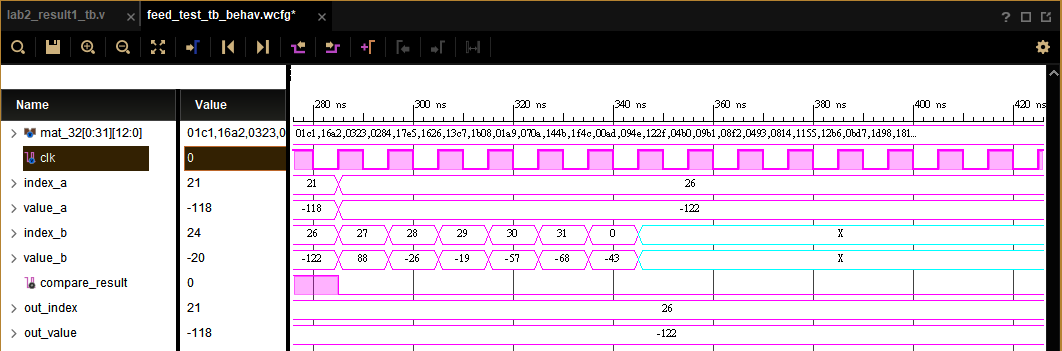 lab2_result1_tb.v × feed_test_tb_behav.wcfg* ×
Name Value 280 ns 300 ns 320 ns 340 ns 360 ns 380 ns 400 ns 420 ns
mat_32[0:31][12:0] 01c1,16a2,0323,0 01c1,16a2,0323,0284,17e5,1626,13c7,1b08,01a9,070a,144b,1f4c,00ad,094e,122f,04b0,09b1,08f2,0493,0814,1155,12b6,0bd7,1d98,181...
clk 0
index_a 21 21 26
value_a -118 -118 -122
index_b 24 26 27 28 29 30 31 0 X
value_b -20 -122 88 -26 -19 -57 -68 -43 X
compare_result 0
out_index 21 26
out_value -118 -122